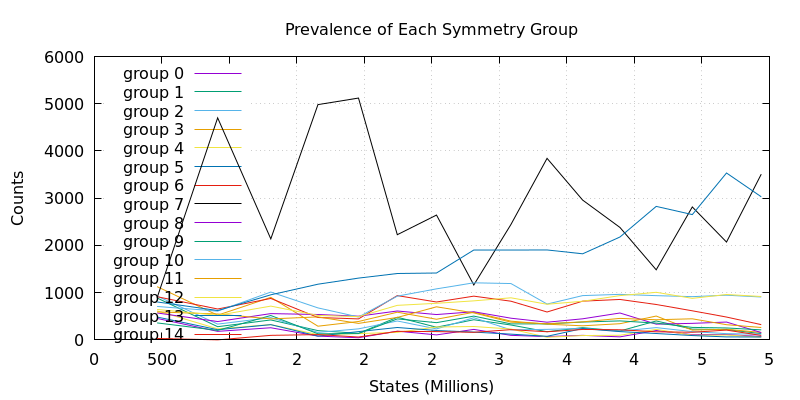 Prevalence of Each Symmetry Group
6000
5000
4000
3000
2000
1000
0
Counts
group 0
group 1
group 2
group 3
group 4
group 5
group 6
group 7
group 8
group 9
group 10
group 11
group 12
group 13
group 14
0 500 1 2 2 2 3 4 4 5 5
States (Millions)